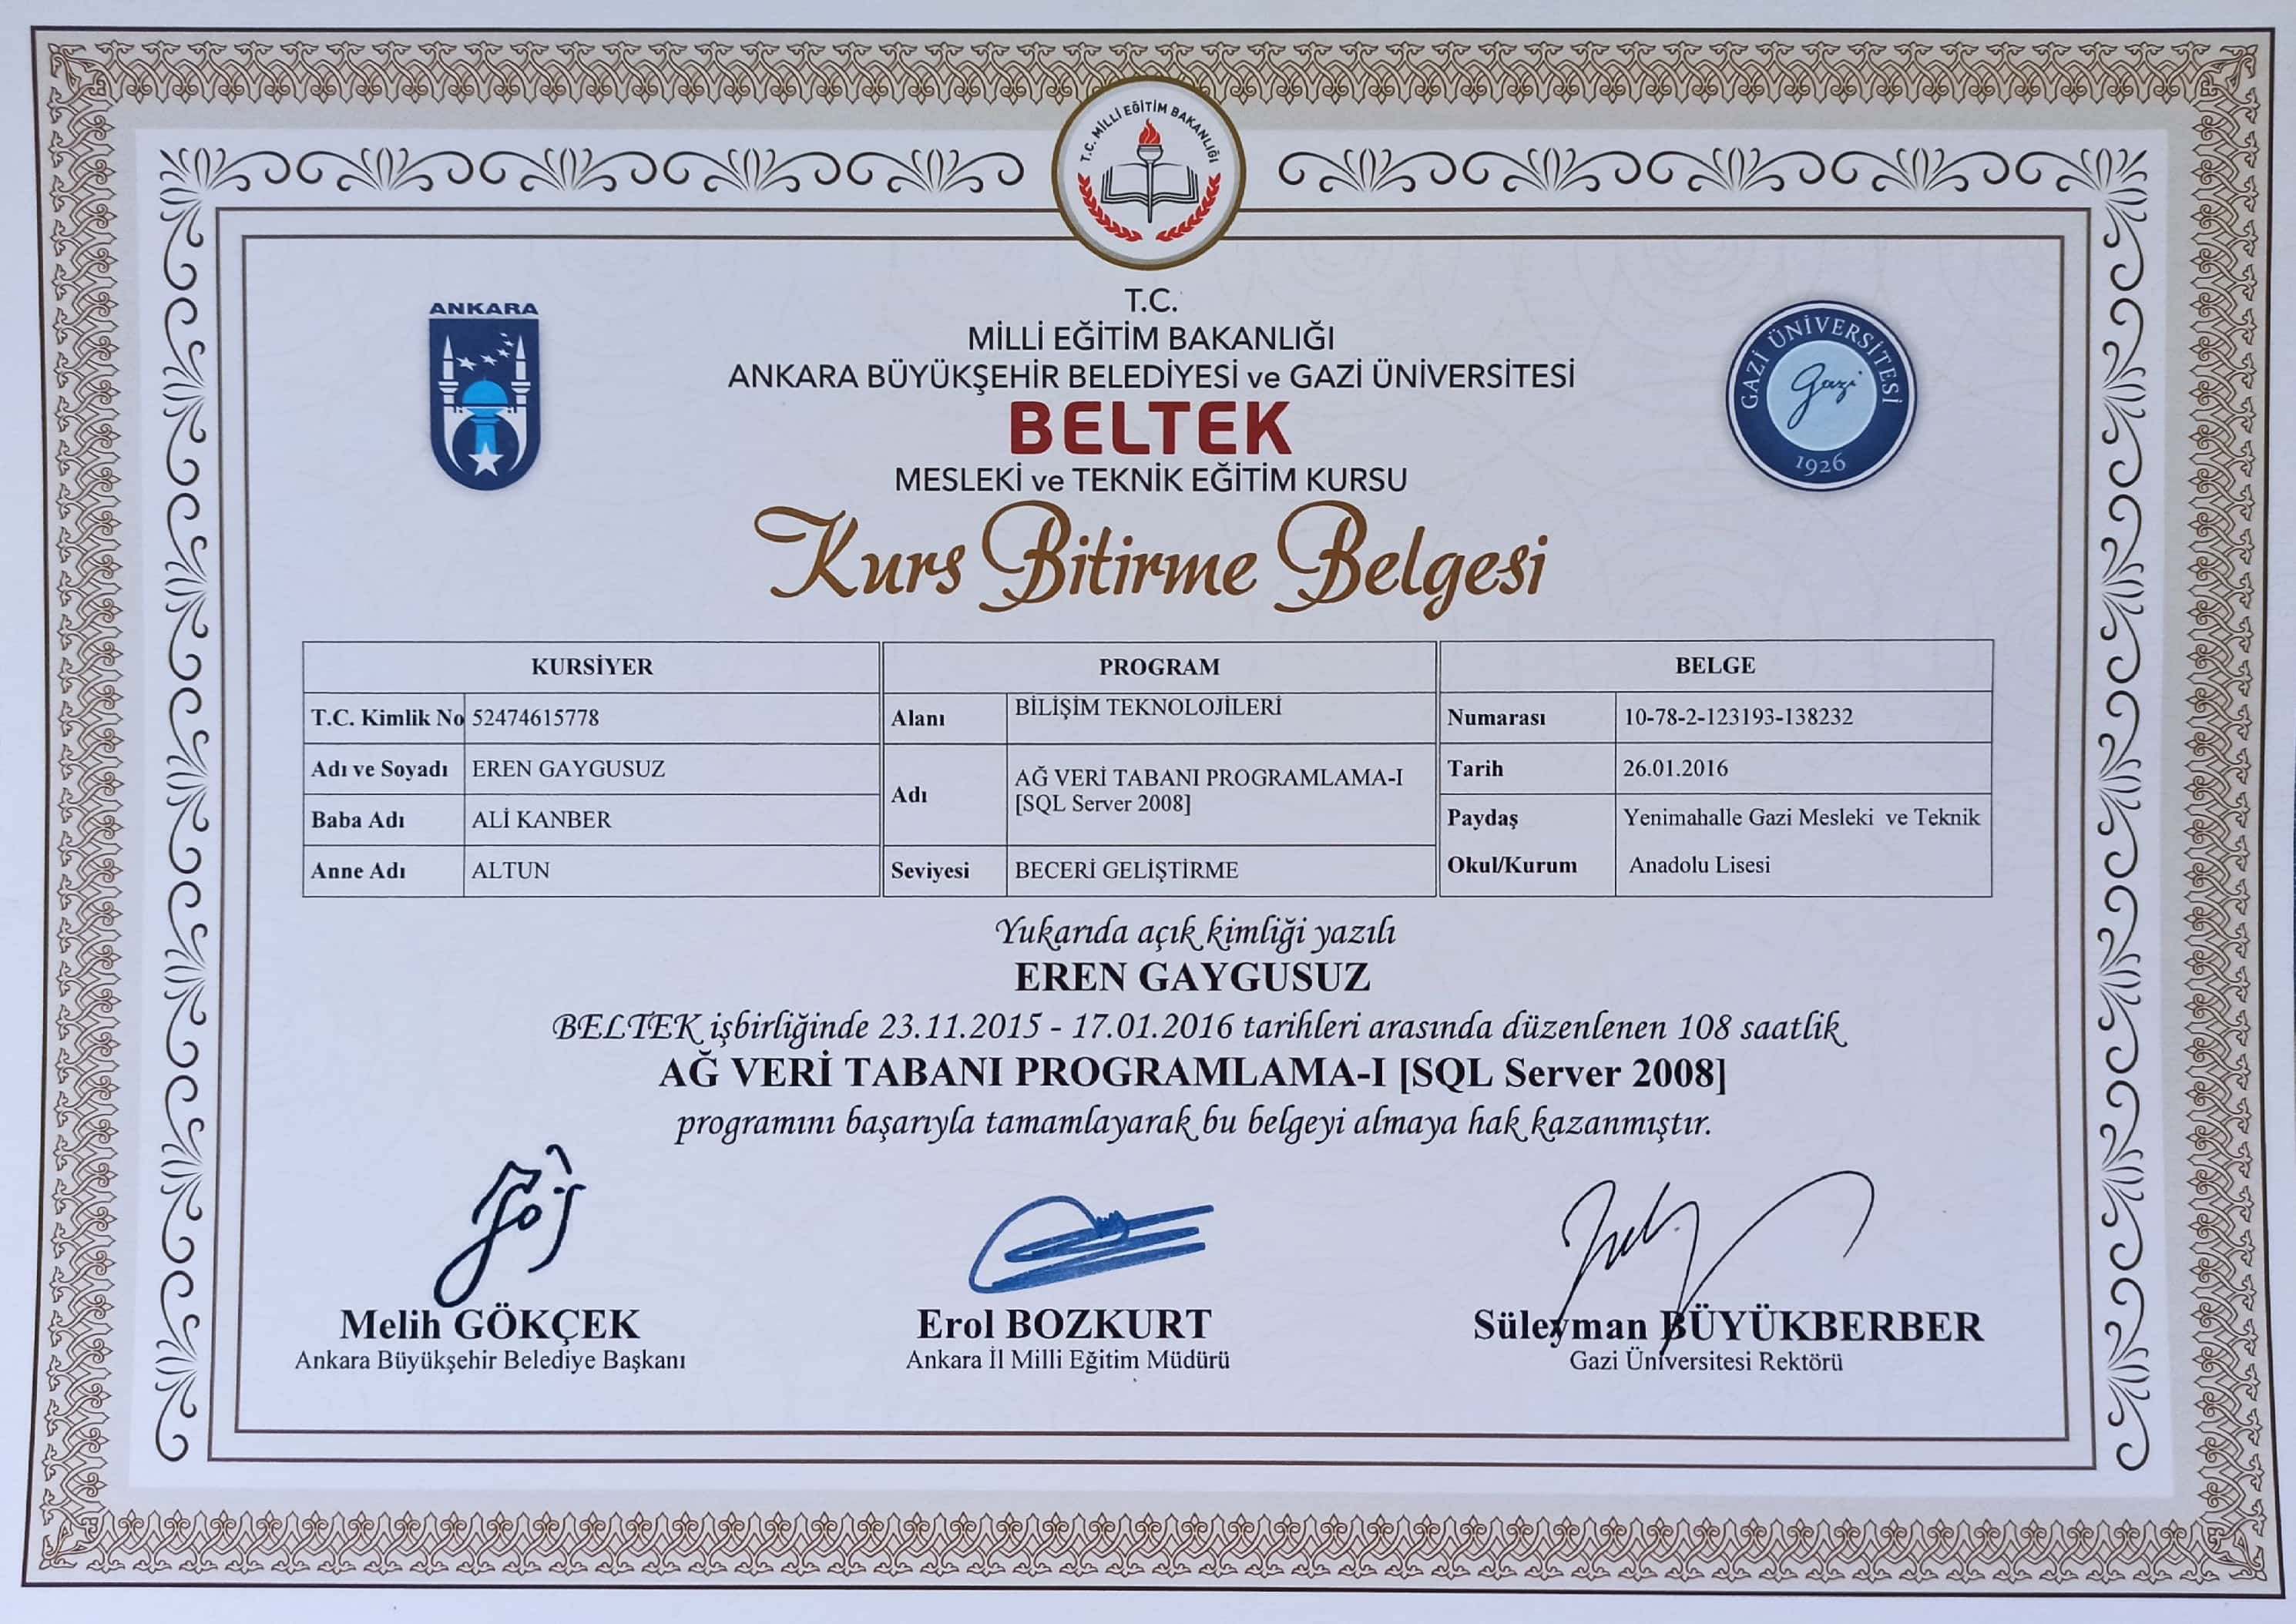 T.C. MİLLİ EĞİTİM BAKANLIĞI
ANKARA
GAZİ ÜNİVERSİTESİ
Gazi
1926
T.C.
MİLLİ EĞİTİM BAKANLIĞI
ANKARA BÜYÜKŞEHİR BELEDİYESİ ve GAZİ ÜNİVERSİTESİ
BELTEK
MESLEKİ ve TEKNİK EĞİTİM KURSU
Kurs Bitirme Belgesi
KURSİYER
T.C. Kimlik No 52474615778
Adı ve Soyadı EREN GAYGUSUZ
Baba Adı ALİ KANBER
Anne Adı ALTUN
PROGRAM
Alanı BİLİŞİM TEKNOLOJİLERİ
Adı AĞ VERİ TABANI PROGRAMLAMA-I
[SQL Server 2008]
Seviyesi BECERİ GELİŞTİRME
BELGE
Numarası 10-78-2-123193-138232
Tarih 26.01.2016
Paydaş Yenimahalle Gazi Mesleki ve Teknik
Okul/Kurum Anadolu Lisesi
Yukarıda açık kimliği yazılı
EREN GAYGUSUZ
BELTEK işbirliğinde 23.11.2015 - 17.01.2016 tarihleri arasında düzenlenen 108 saatlik
AĞ VERİ TABANI PROGRAMLAMA-I [SQL Server 2008]
programını başarıyla tamamlayarak bu belgeyi almaya hak kazanmıştır.
Melih GÖKÇEK
Ankara Büyükşehir Belediye Başkanı
Erol BOZKURT
Ankara İl Milli Eğitim Müdürü
Süleyman BÜYÜKBERBER
Gazi Üniversitesi Rektörü